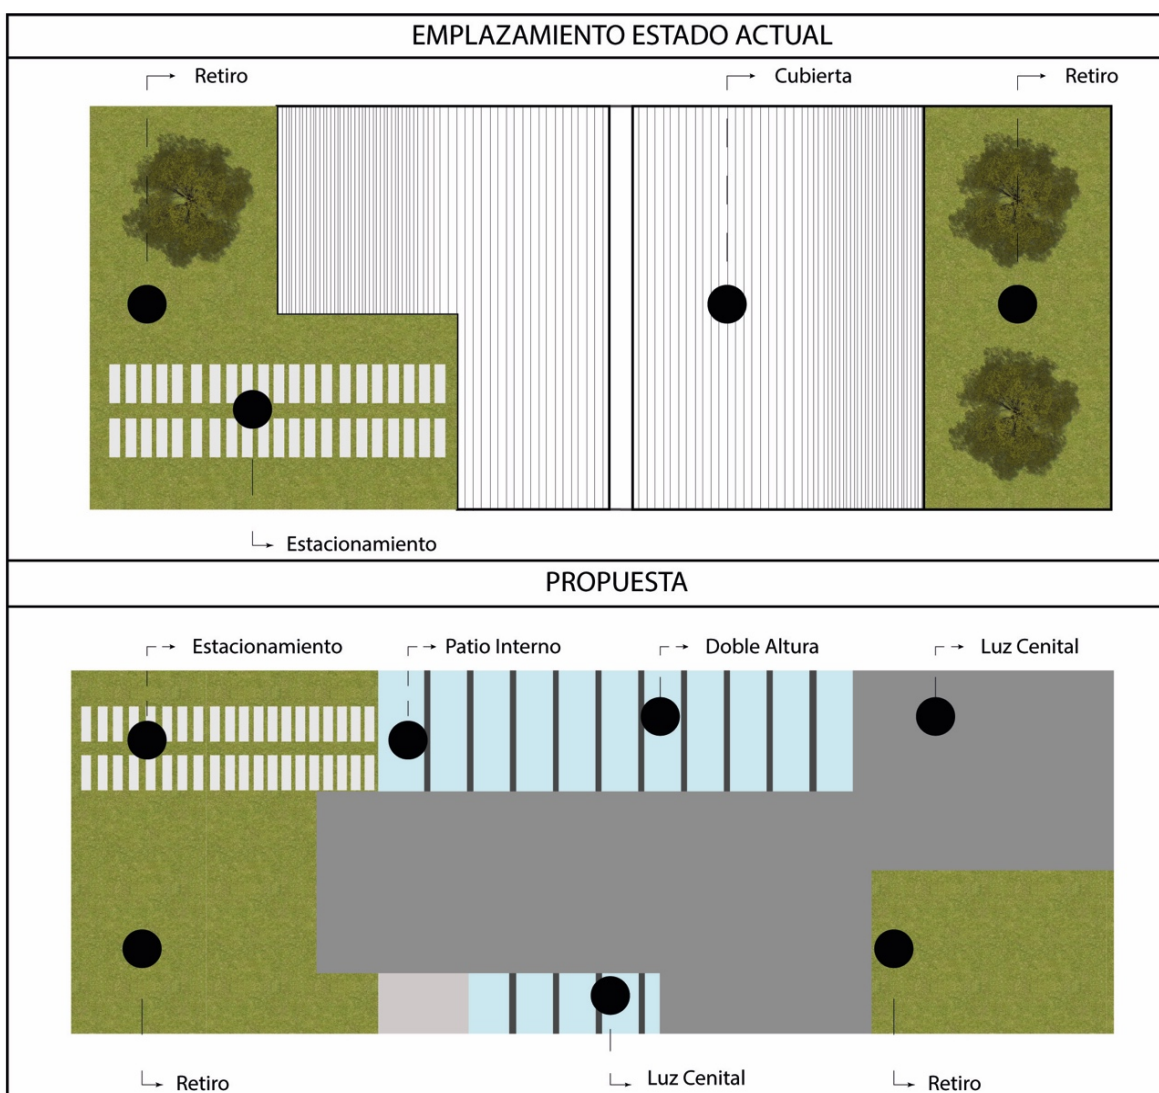 EMPLAZAMIENTO ESTADO ACTUAL
Retiro
Cubierta
Retiro
Estacionamiento
PROPUESTA
Estacionamiento
Patio Interno
Doble Altura
Luz Cenital
Retiro
Luz Cenital
Retiro